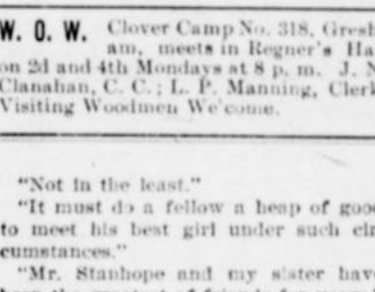 W. O. W. Clover Camp No. 318, Gresh
am, meets in Regner's Ha
on 2d and 4th Mondays at 8 p. m. J. N
Clanahan, C. C.; L. P. Manning, Clerk
Visiting Woodmen We'come.
"Not in the least."
"It must do a fellow a heap of good
to meet his best girl under such cir
cumstances."
"Mr. Stanhope and my sister have